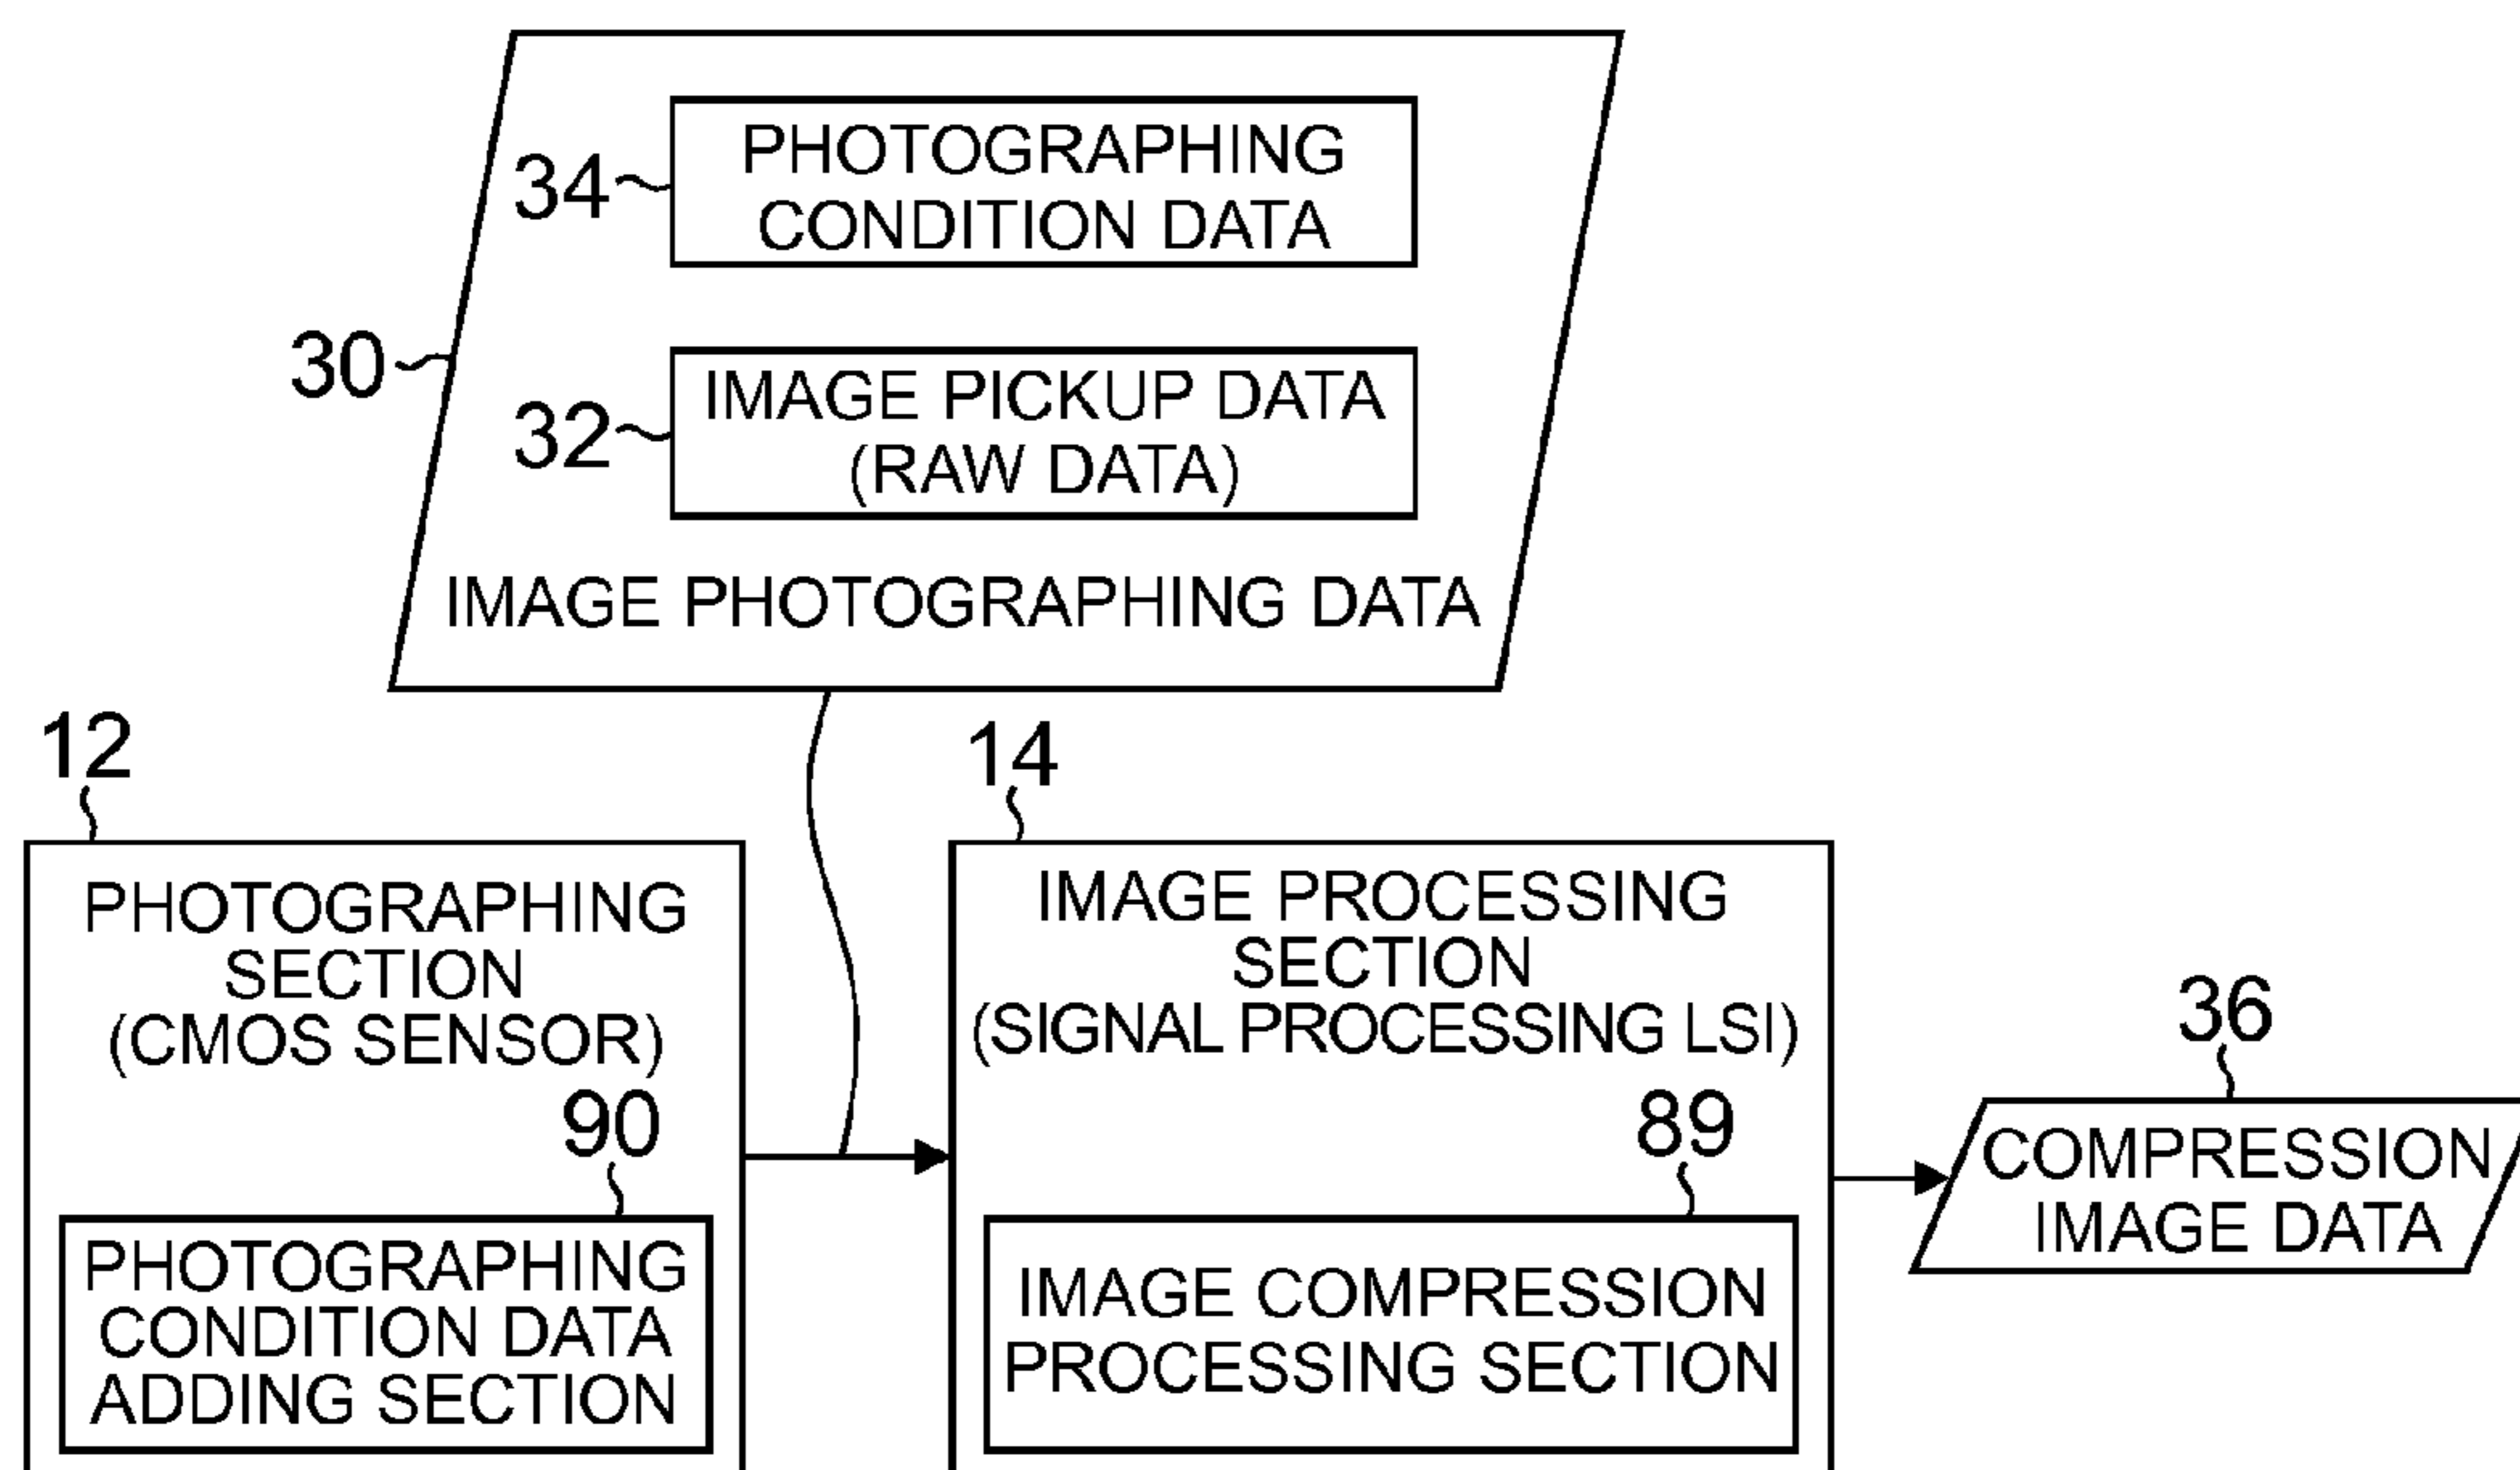 34
PHOTOGRAPHING
CONDITION DATA
30
32
IMAGE PICKUP DATA
(RAW DATA)
IMAGE PHOTOGRAPHING DATA
12
PHOTOGRAPHING
SECTION
(CMOS SENSOR)
90
PHOTOGRAPHING
CONDITION DATA
ADDING SECTION
14
IMAGE PROCESSING
SECTION
(SIGNAL PROCESSING LSI)
89
IMAGE COMPRESSION
PROCESSING SECTION
36
COMPRESSION
IMAGE DATA